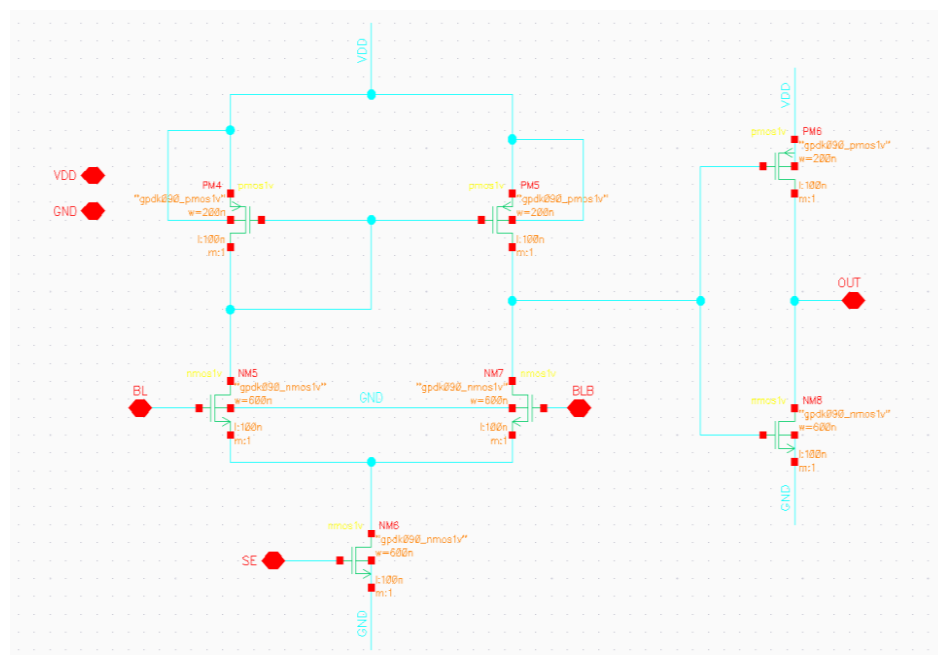 VDD
VDD
PM6
pmos1v
"gpdk090_pmos1v"
w=200n
l:100n
m:1
VDD
GND
PM4
pmos1v
"gpdk090_pmos1v"
w=200n
l:100n
m:1
PM5
pmos1v
"gpdk090_pmos1v"
w=200n
l:100n
m:1
OUT
NM5
nmos1v
"gpdk090_nmos1v"
w=600n
l:100n
m:1
BL
GND
NM7
nmos1v
"gpdk090_nmos1v"
w=600n
l:100n
m:1
BLB
NM8
nmos1v
"gpdk090_nmos1v"
w=600n
l:100n
m:1
GND
NM6
nmos1v
"gpdk090_nmos1v"
w=600n
l:100n
m:1
SE
GND